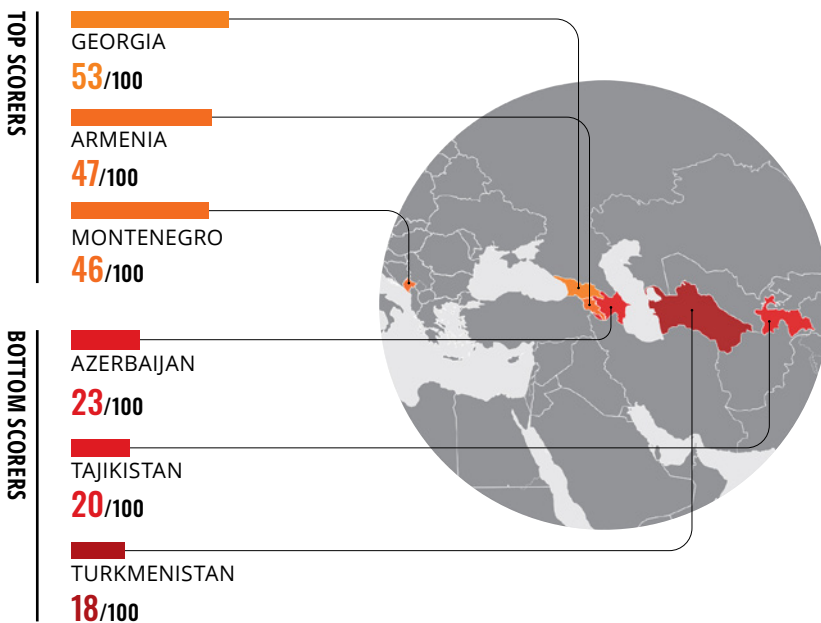 TOP SCORERS
GEORGIA
53/100
ARMENIA
47/100
MONTENEGRO
46/100
BOTTOM SCORERS
AZERBAIJAN
23/100
TAJIKISTAN
20/100
TURKMENISTAN
18/100